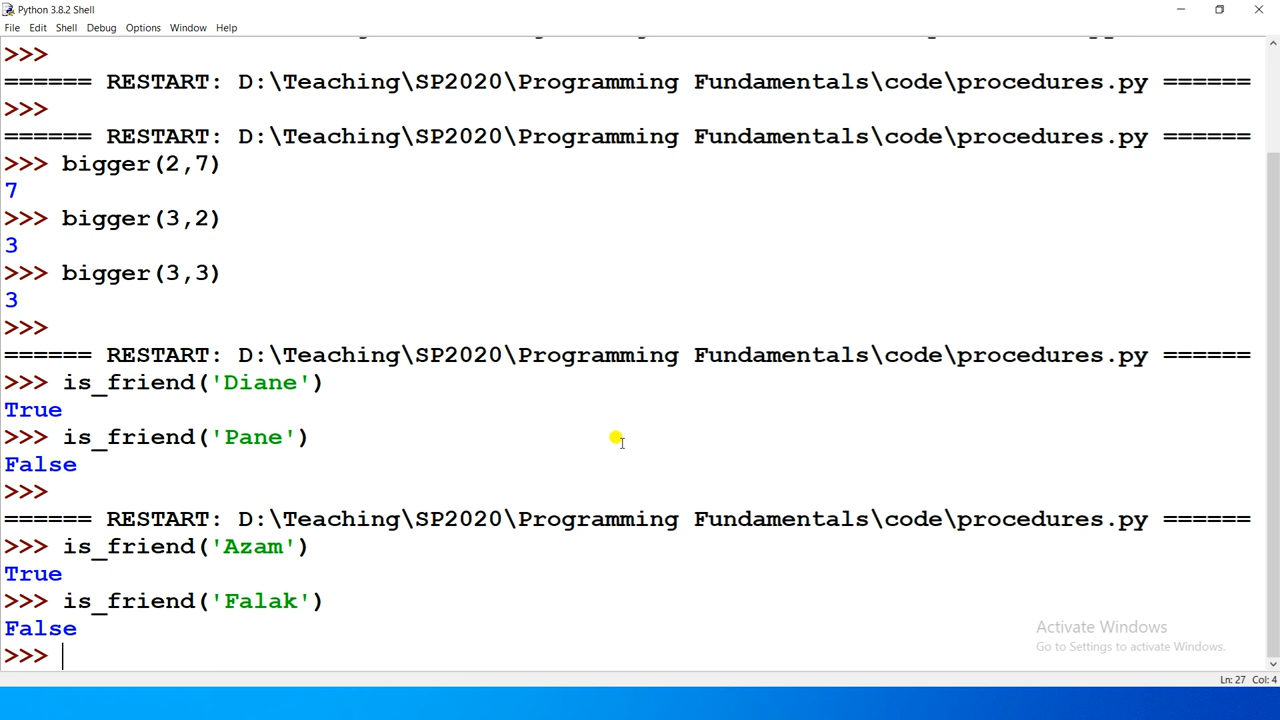 Python 3.8.2 Shell
File Edit Shell Debug Options Window Help
>>>
====== RESTART: D:\Teaching\SP2020\Programming Fundamentals\code\procedures.py ======
>>>
====== RESTART: D:\Teaching\SP2020\Programming Fundamentals\code\procedures.py ======
>>> bigger(2,7)
7
>>> bigger(3,2)
3
>>> bigger(3,3)
3
>>>
====== RESTART: D:\Teaching\SP2020\Programming Fundamentals\code\procedures.py ======
>>> is_friend('Diane')
True
>>> is_friend('Pane')
False
>>>
====== RESTART: D:\Teaching\SP2020\Programming Fundamentals\code\procedures.py ======
>>> is_friend('Azam')
True
>>> is_friend('Falak')
False
>>>
Activate Windows
Go to Settings to activate Windows.
Ln: 27 Col: 4